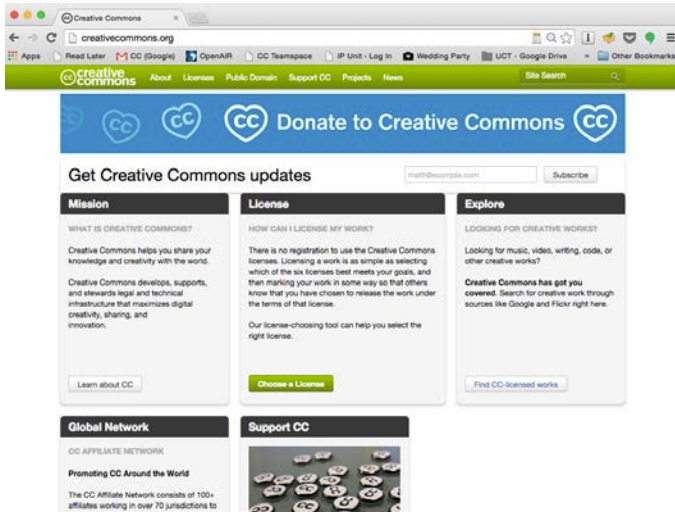 Creative Commons
creativecommons.org
Apps Read Later CC (Google) OpenAIR CC Teamspace IP Unit - Log In Wedding Party UCT - Google Drive » Other Bookmarks
cc creative commons About Licenses Public Domain Support CC Projects News Site Search
cc cc cc Donate to Creative Commons cc
Get Creative Commons updates Subscribe
Mission
WHAT IS CREATIVE COMMONS?
Creative Commons helps you share your
knowledge and creativity with the world.
Creative Commons develops, supports,
and stewards legal and technical
infrastructure that maximizes digital
creativity, sharing, and
innovation.
Learn about CC
License
HOW CAN I LICENSE MY WORK?
There is no registration to use the Creative Commons
licenses. Licensing a work is as simple as selecting
which of the six licenses best meets your goals, and
then marking your work in some way so that others
know that you have chosen to release the work under
the terms of that license.
Our license-choosing tool can help you select the
right license.
Choose a License
Explore
LOOKING FOR CREATIVE WORKS?
Looking for music, video, writing, code, or
other creative works?
Creative Commons has got you
covered. Search for creative work through
sources like Google and Flickr right here.
Find CC-licensed works
Global Network
CC AFFILIATE NETWORK
Promoting CC Around the World
The CC Affiliate Network consists of 100+
affiliates working in over 70 jurisdictions to
Support CC